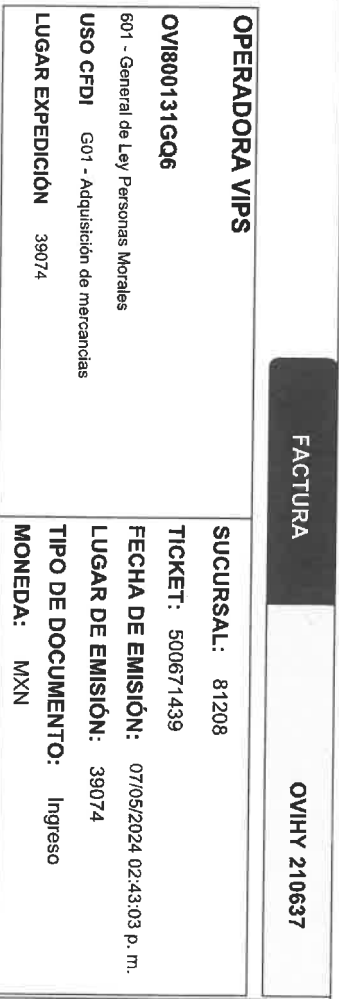 FACTURA
OVIHY 210637
OPERADORA VIPS
OVI800131GQ6
601 - General de Ley Personas Morales
USO CFDI G01 - Adquisición de mercancias
LUGAR EXPEDICIÓN 39074
SUCURSAL: 81208
TICKET: 500671439
FECHA DE EMISIÓN: 07/05/2024 02:43:03 p. m.
LUGAR DE EMISIÓN: 39074
TIPO DE DOCUMENTO: Ingreso
MONEDA: MXN